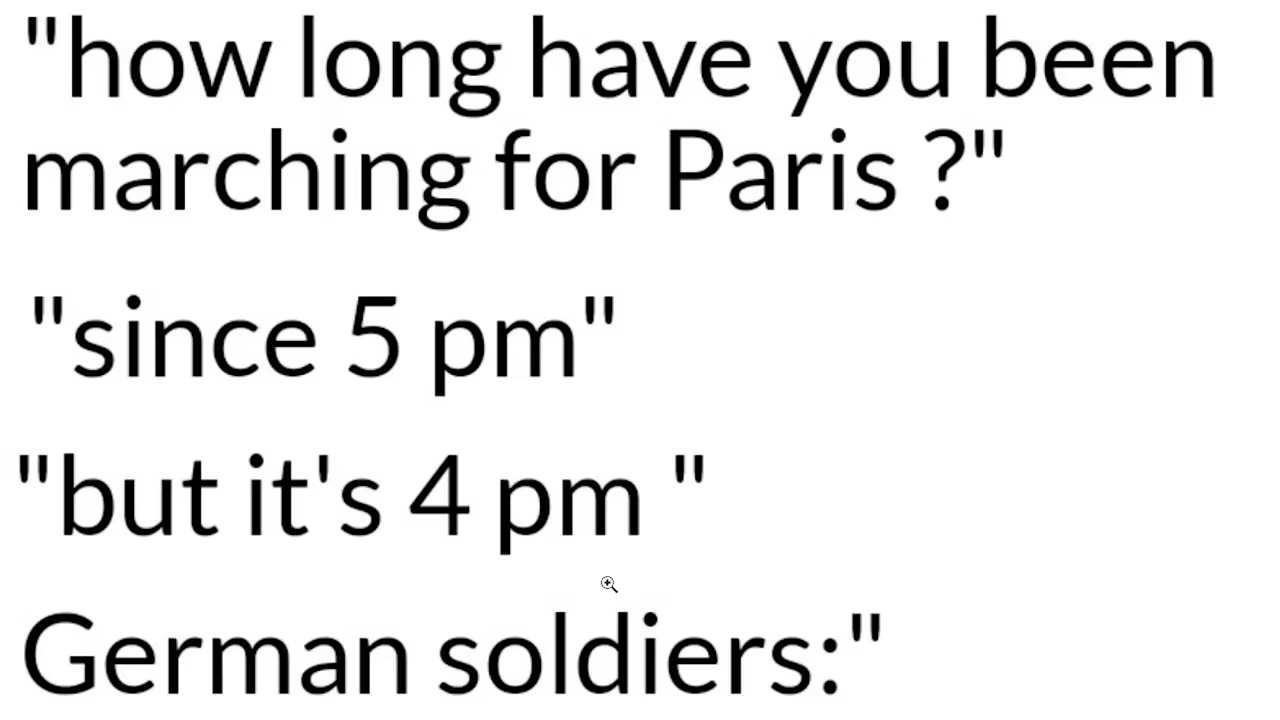 "how long have you been
marching for Paris ?"
"since 5 pm"
"but it's 4 pm "
German soldiers:"